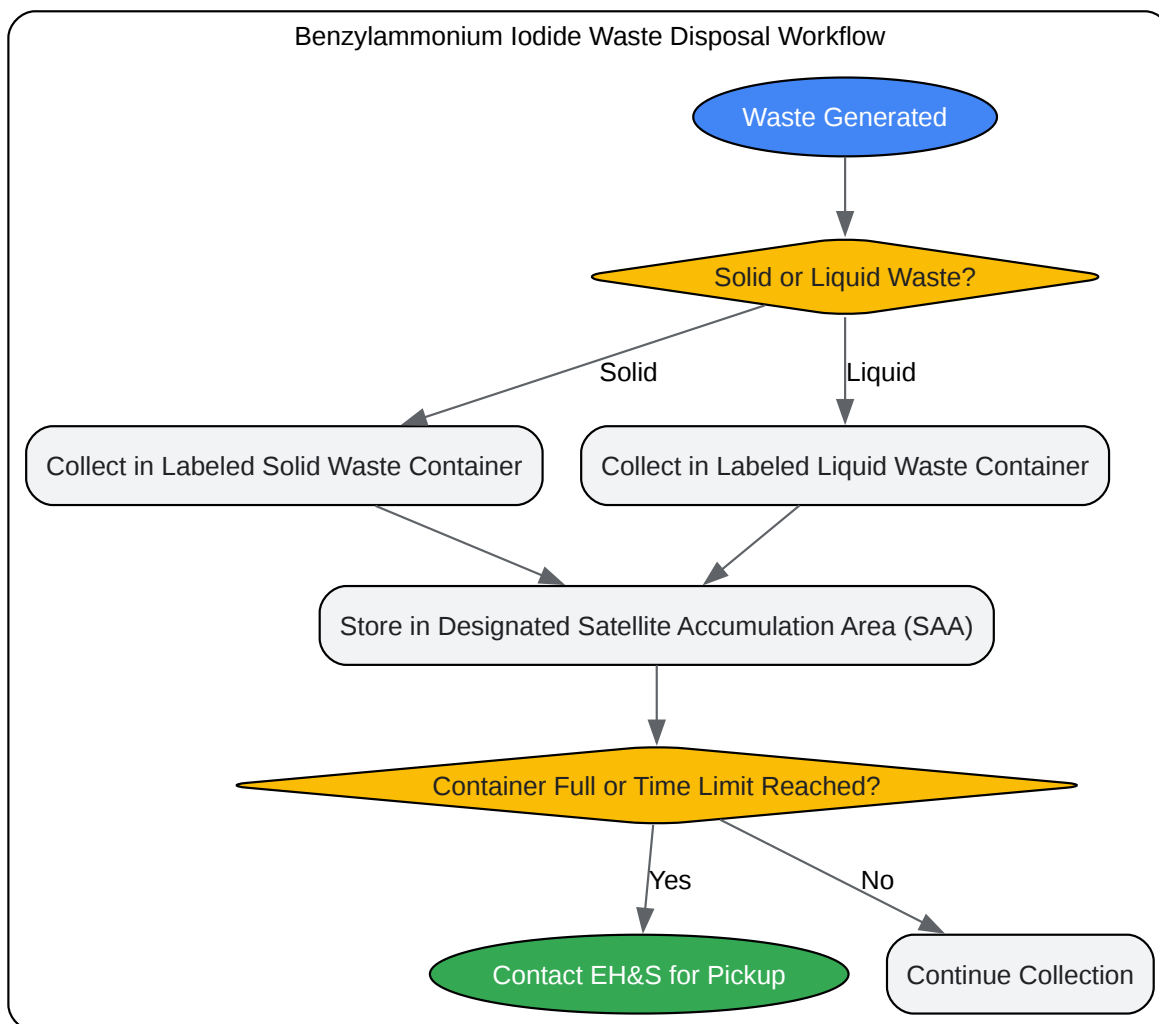 Benzylammonium Iodide Waste Disposal Workflow
Waste Generated
Solid or Liquid Waste?
Solid
Liquid
Collect in Labeled Solid Waste Container
Collect in Labeled Liquid Waste Container
Store in Designated Satellite Accumulation Area (SAA)
Container Full or Time Limit Reached?
Yes
No
Contact EH&S for Pickup
Continue Collection